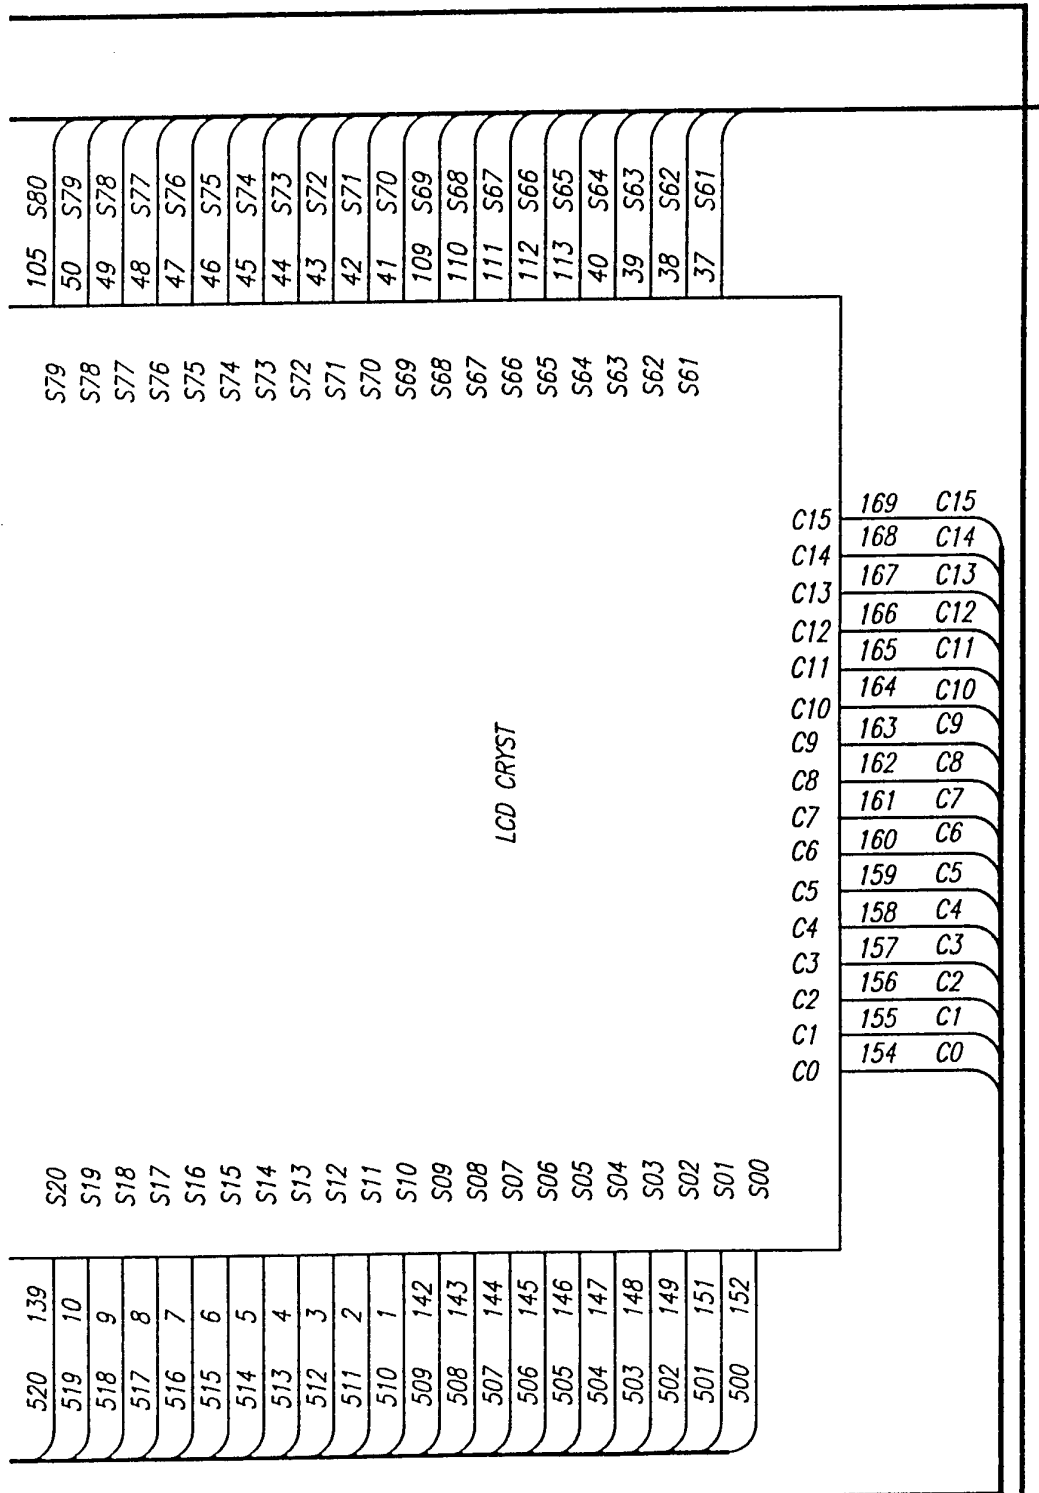 105 S80
50 S79
49 S78
48 S77
47 S76
46 S75
45 S74
44 S73
43 S72
42 S71
41 S70
109 S69
110 S68
111 S67
112 S66
113 S65
40 S64
39 S63
38 S62
37 S61
S79
S78
S77
S76
S75
S74
S73
S72
S71
S70
S69
S68
S67
S66
S65
S64
S63
S62
S61
LCD CRYST
C15 169 C15
C14 168 C14
C13 167 C13
C12 166 C12
C11 165 C11
C10 164 C10
C9 163 C9
C8 162 C8
C7 161 C7
C6 160 C6
C5 159 C5
C4 158 C4
C3 157 C3
C2 156 C2
C1 155 C1
C0 154 C0
S20
S19
S18
S17
S16
S15
S14
S13
S12
S11
S10
S09
S08
S07
S06
S05
S04
S03
S02
S01
S00
520 139
519 10
518 9
517 8
516 7
515 6
514 5
513 4
512 3
511 2
510 1
509 142
508 143
507 144
506 145
505 146
504 147
503 148
502 149
501 151
500 152